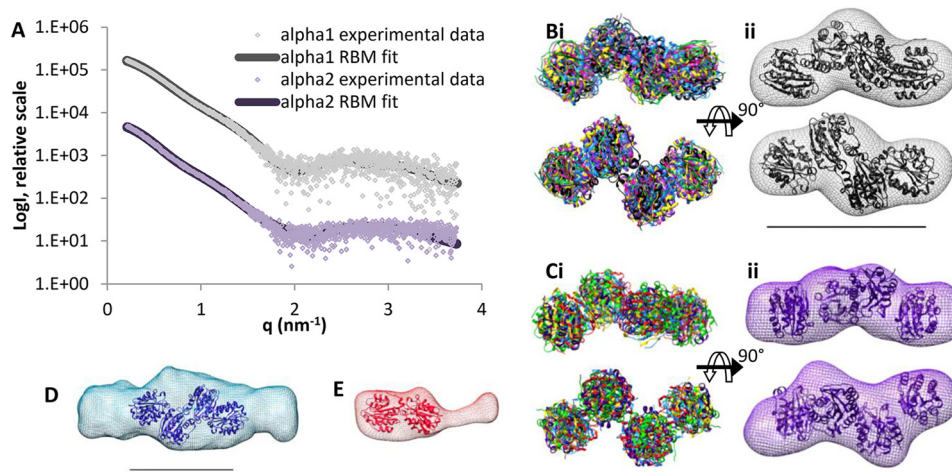 A
LogI, relative scale
1.E+06
1.E+05
1.E+04
1.E+03
1.E+02
1.E+01
1.E+00
alpha1 experimental data
alpha1 RBM fit
alpha2 experimental data
alpha2 RBM fit
0
1
2
3
4
q (nm⁻¹)
Bi
90°
ii
Ci
90°
ii
D
E